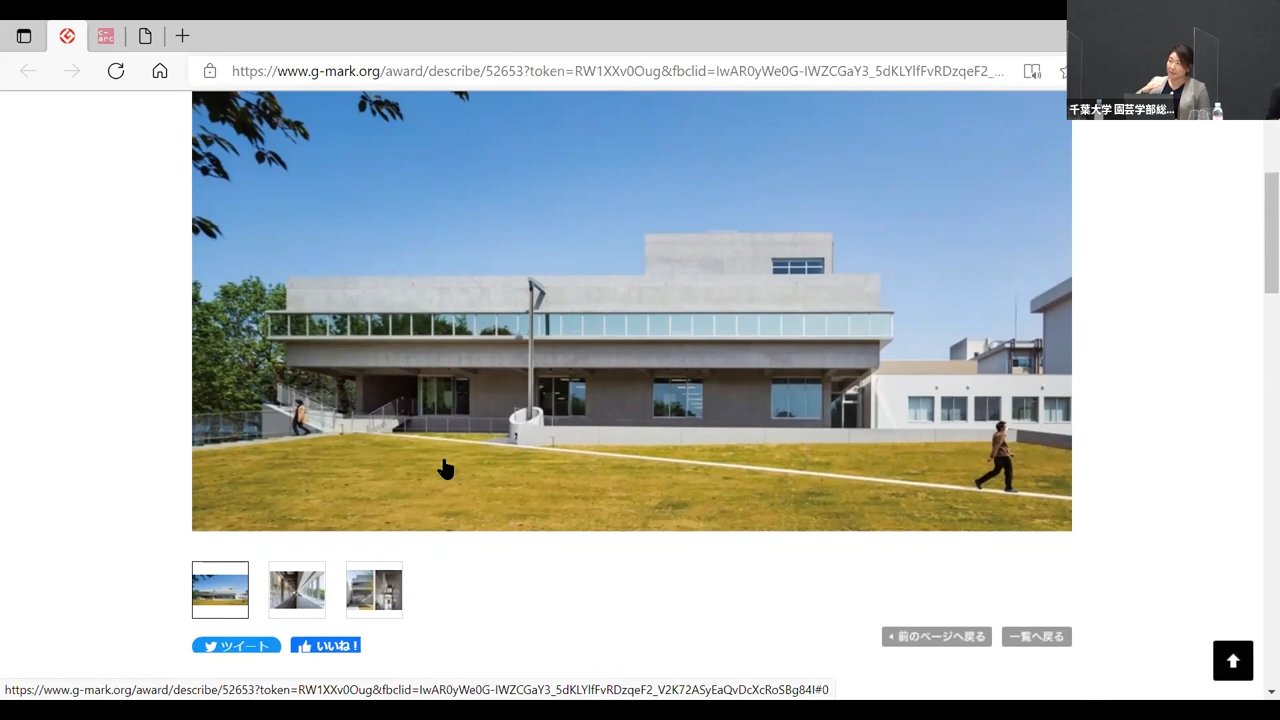 c-
arc
https://www.g-mark.org/award/describe/52653?token=RW1XXv0Oug&fbclid=IwAR0yWe0G-IWZCGaY3_5dKLYlfFvRDzqeF2_...
千葉大学 園芸学部総...
ツイート
いいね！
前のページへ戻る
一覧へ戻る
https://www.g-mark.org/award/describe/52653?token=RW1XXv0Oug&fbclid=IwAR0yWe0G-IWZCGaY3_5dKLYlfFvRDzqeF2_V2K72ASyEaQvDcXcRoSBg84I#0